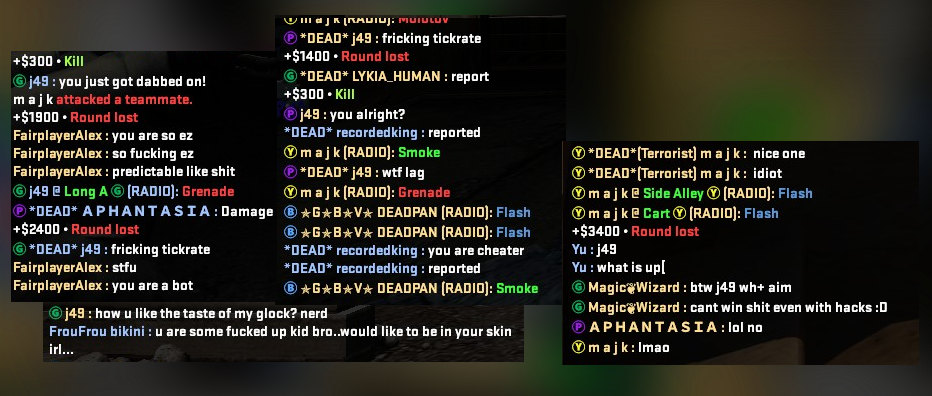 +$300 • Kill
G j49 : you just got dabbed on!
m a j k attacked a teammate.
+$1900 • Round lost
FairplayerAlex : you are so ez
FairplayerAlex : so fucking ez
FairplayerAlex : predictable like shit
G j49 @ Long A G (RADIO): Grenade
P *DEAD* A P H A N T A S I A : Damage
+$2400 • Round lost
G *DEAD* j49 : fricking tickrate
FairplayerAlex : stfu
FairplayerAlex : you are a bot
Y m a j k (RADIO): Molotov
P *DEAD* j49 : fricking tickrate
+$1400 • Round lost
G *DEAD* LYKIA_HUMAN : report
+$300 • Kill
P j49 : you alright?
*DEAD* recordedking : reported
Y m a j k (RADIO): Smoke
P *DEAD* j49 : wtf lag
Y m a j k (RADIO): Grenade
B ★G★B★V★ DEADPAN (RADIO): Flash
B ★G★B★V★ DEADPAN (RADIO): Flash
*DEAD* recordedking : you are cheater
*DEAD* recordedking : reported
B ★G★B★V★ DEADPAN (RADIO): Smoke
G j49 : how u like the taste of my glock? nerd
FrouFrou bikini : u are some fucked up kid bro..would like to be in your skin
irl...
Y *DEAD*(Terrorist) m a j k : nice one
Y *DEAD*(Terrorist) m a j k : idiot
Y m a j k @ Side Alley Y (RADIO): Flash
Y m a j k @ Cart Y (RADIO): Flash
+$3400 • Round lost
Yu : j49
Yu : what is up[
G Magic❦Wizard : btw j49 wh+ aim
G Magic❦Wizard : cant win shit even with hacks :D
P A P H A N T A S I A : lol no
Y m a j k : lmao